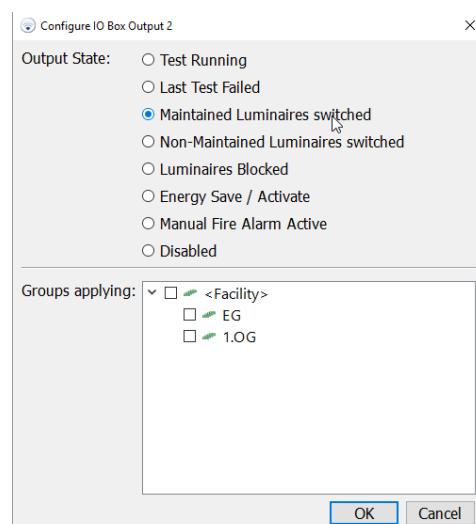 Configure IO Box Output 2
Output State:
Test Running
Last Test Failed
Maintained Luminaires switched
Non-Maintained Luminaires switched
Luminaires Blocked
Energy Save / Activate
Manual Fire Alarm Active
Disabled
Groups applying:
<Facility>
EG
1.OG
OK Cancel